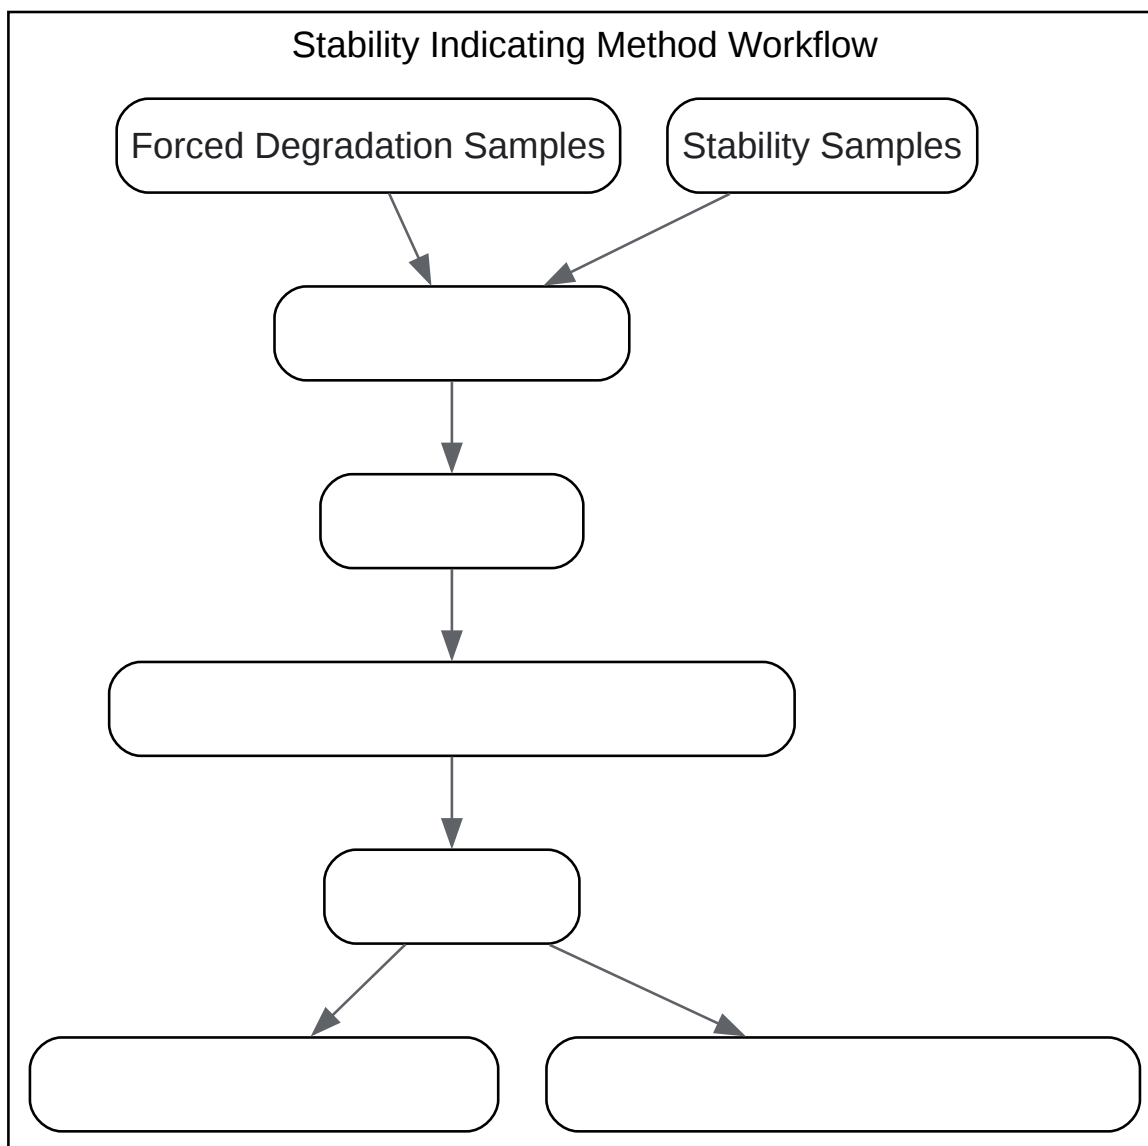 Stability Indicating Method Workflow
Forced Degradation Samples
Stability Samples